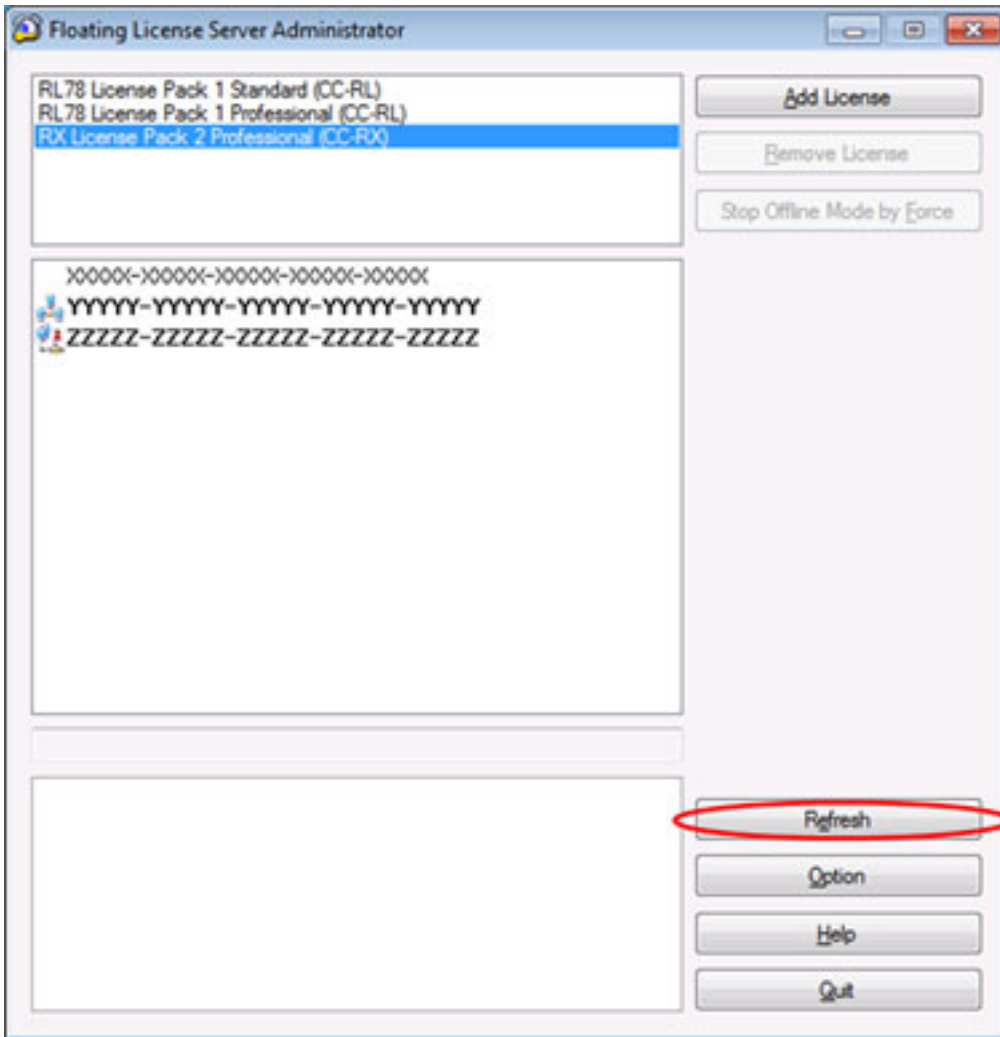 Floating License Server Administrator
RL78 License Pack 1 Standard (CC-RL)
RL78 License Pack 1 Professional (CC-RL)
RX License Pack 2 Professional (CC-RX)
Add License
Remove License
Stop Offline Mode by Force
XXXXX-XXXXX-XXXXX-XXXXX-XXXXX
YYYYY-YYYYY-YYYYY-YYYYY-YYYYY
ZZZZZ-ZZZZZ-ZZZZZ-ZZZZZ-ZZZZZ
Refresh
Option
Help
Quit